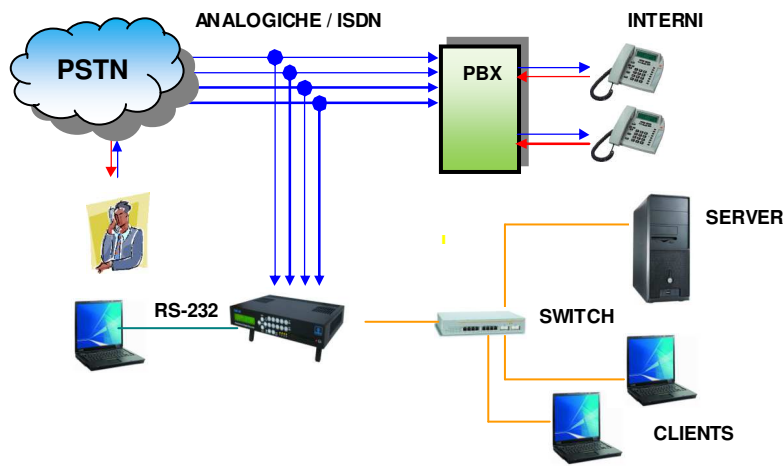 ANALOGICHE / ISDN
INTERNI
PSTN
PBX
SERVER
RS-232
SWITCH
CLIENTS